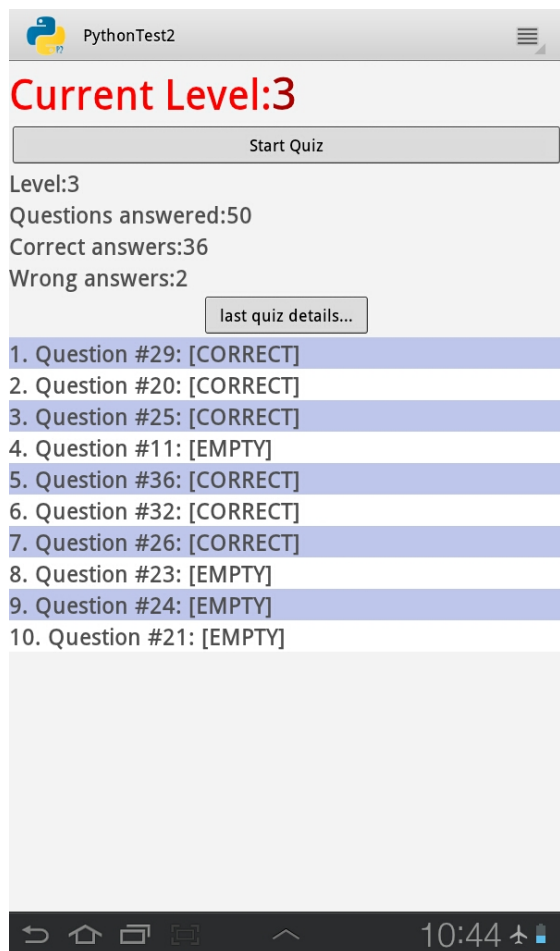 PythonTest2
Current Level:3
Start Quiz
Level:3
Questions answered:50
Correct answers:36
Wrong answers:2
last quiz details...
1. Question #29: [CORRECT]
2. Question #20: [CORRECT]
3. Question #25: [CORRECT]
4. Question #11: [EMPTY]
5. Question #36: [CORRECT]
6. Question #32: [CORRECT]
7. Question #26: [CORRECT]
8. Question #23: [EMPTY]
9. Question #24: [EMPTY]
10. Question #21: [EMPTY]
10:44